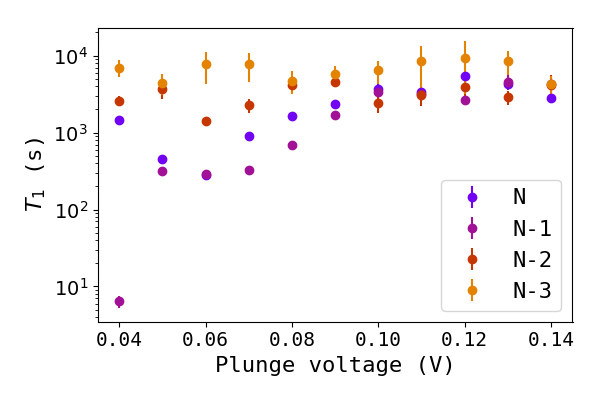 10⁴
10³
10²
10¹
T₁ (s)
N
N-1
N-2
N-3
0.04 0.06 0.08 0.10 0.12 0.14
Plunge voltage (V)